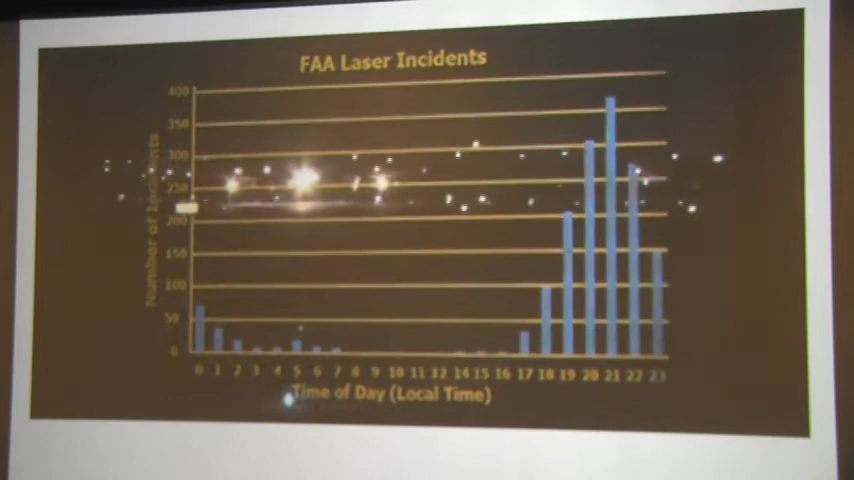 FAA Laser Incidents
Number of Incidents
400
350
300
250
200
150
100
50
0
0 1 2 3 4 5 6 7 8 9 10 11 12 13 14 15 16 17 18 19 20 21 22 23
Time of Day (Local Time)